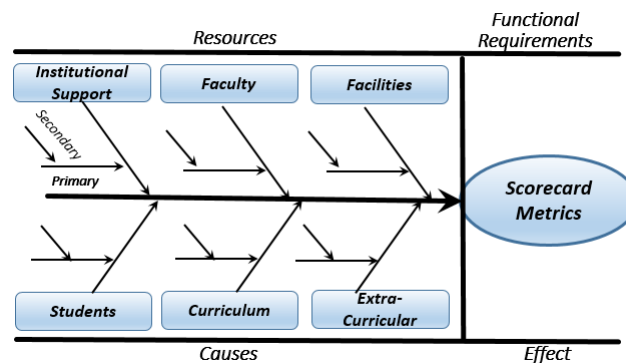 Resources
Functional
Requirements
Institutional
Support
Faculty
Facilities
Secondary
Primary
Scorecard
Metrics
Students
Curriculum
Extra-
Curricular
Causes
Effect